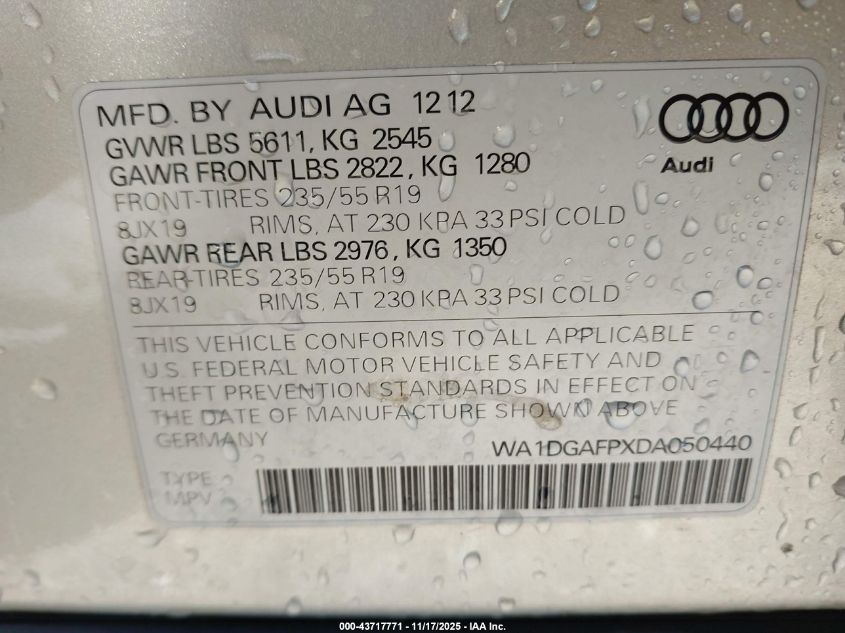 MFD. BY AUDI AG 12 12
GVWR LBS 5611, KG 2545
GAWR FRONT LBS 2822, KG 1280
FRONT-TIRES 235/55 R19
8JX19 RIMS, AT 230 KPA 33 PSI COLD
GAWR REAR LBS 2976, KG 1350
REAR-TIRES 235/55 R19
8JX19 RIMS, AT 230 KPA 33 PSI COLD
Audi
THIS VEHICLE CONFORMS TO ALL APPLICABLE
U.S. FEDERAL MOTOR VEHICLE SAFETY AND
THEFT PREVENTION STANDARDS IN EFFECT ON
THE DATE OF MANUFACTURE SHOWN ABOVE
GERMANY WA1DGAFPXDA050440
TYPE
MPV
000-43717771 - 11/17/2025 - IAA Inc.